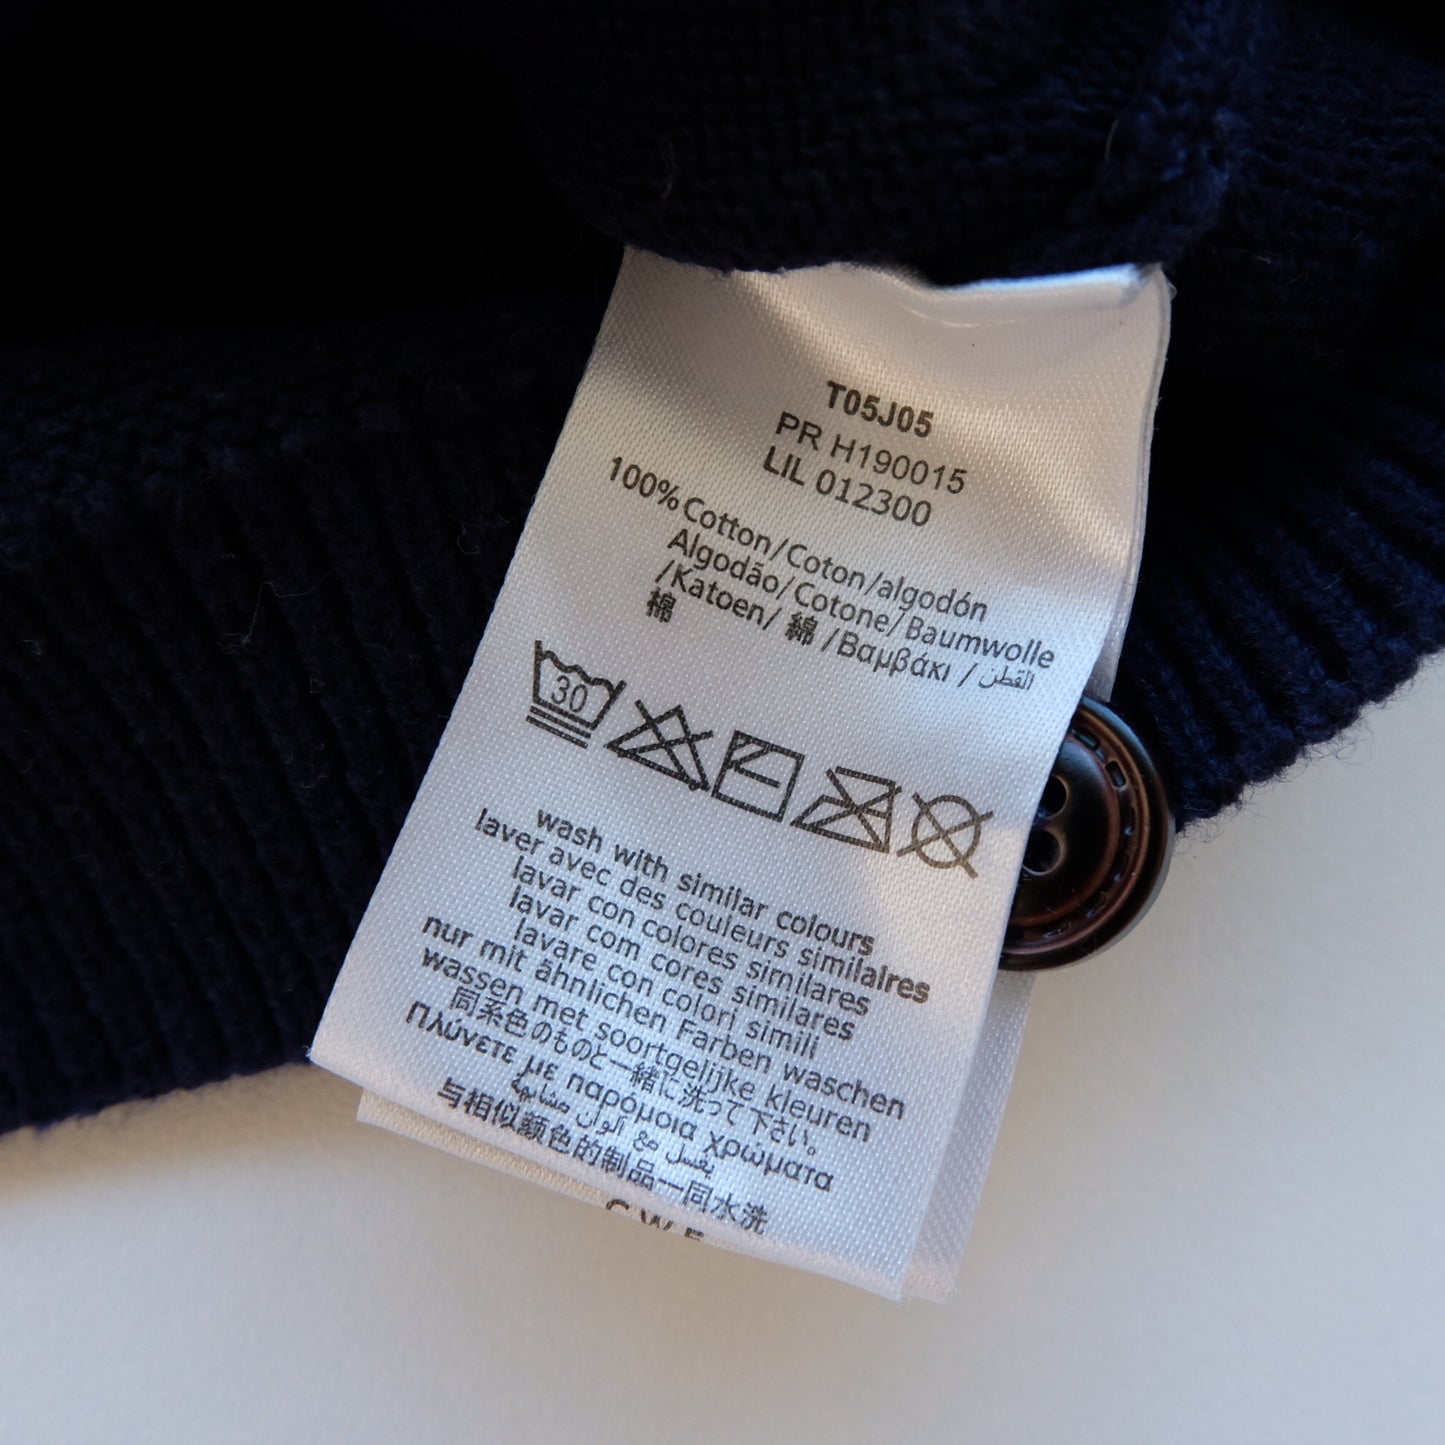 T05J05
PR H190015
LIL 012300
100% Cotton/Coton/algodón
Algodão/Cotone/Baumwolle
/Katoen/ 綿 /Βαμβάκι / القطن
棉
30
wash with similar colours
laver avec des couleurs similaires
lavar con colores similares
lavar com cores similares
lavare con colori simili
nur mit ähnlichen Farben waschen
wassen met soortgelijke kleuren
同系色のものと一緒に洗って下さい。
Πλύνετε με παρόμοια χρώματα
يغسل مع ألوان مشابهة
与相似颜色的制品一同水洗